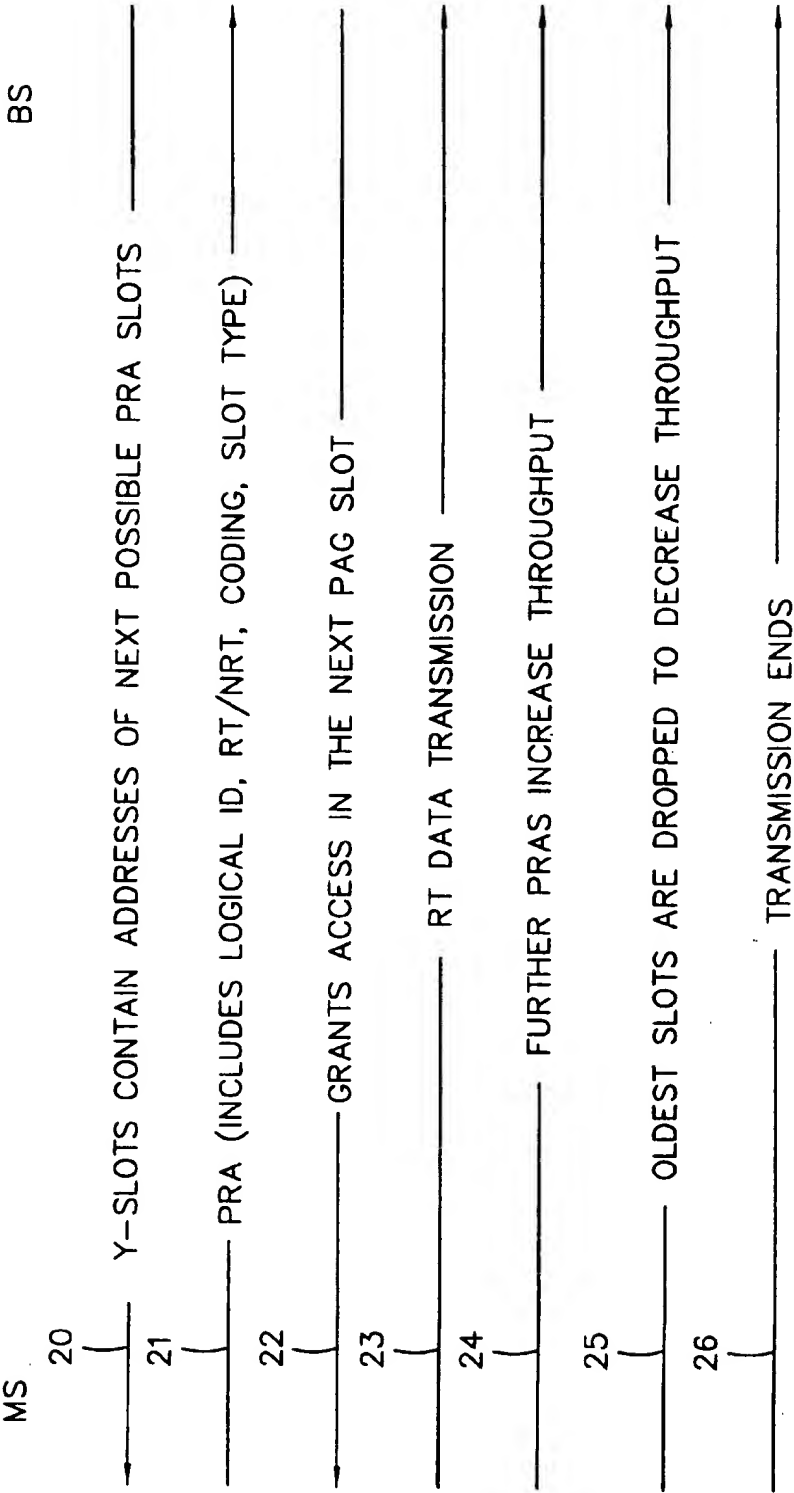 MS
BS
20
Y-SLOTS CONTAIN ADDRESSES OF NEXT POSSIBLE PRA SLOTS
21
PRA (INCLUDES LOGICAL ID, RT/NRT, CODING, SLOT TYPE)
22
GRANTS ACCESS IN THE NEXT PAG SLOT
23
RT DATA TRANSMISSION
24
FURTHER PRAS INCREASE THROUGHPUT
25
OLDEST SLOTS ARE DROPPED TO DECREASE THROUGHPUT
26
TRANSMISSION ENDS